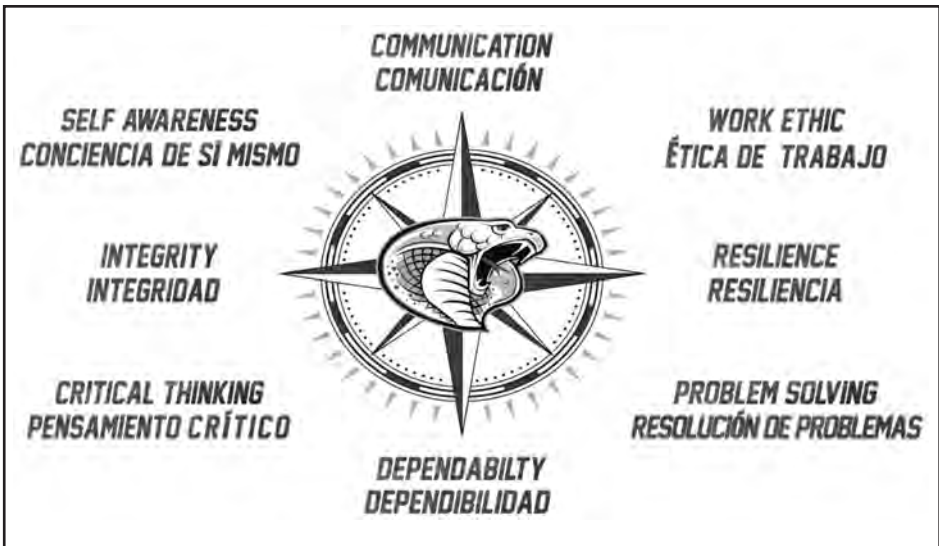 COMMUNICATION
COMUNICACIÓN
SELF AWARENESS
CONCIENCIA DE SÍ MISMO
WORK ETHIC
ÉTICA DE TRABAJO
INTEGRITY
INTEGRIDAD
RESILIENCE
RESILIENCIA
CRITICAL THINKING
PENSAMIENTO CRÍTICO
PROBLEM SOLVING
RESOLUCIÓN DE PROBLEMAS
DEPENDABILTY
DEPENDIBILIDAD